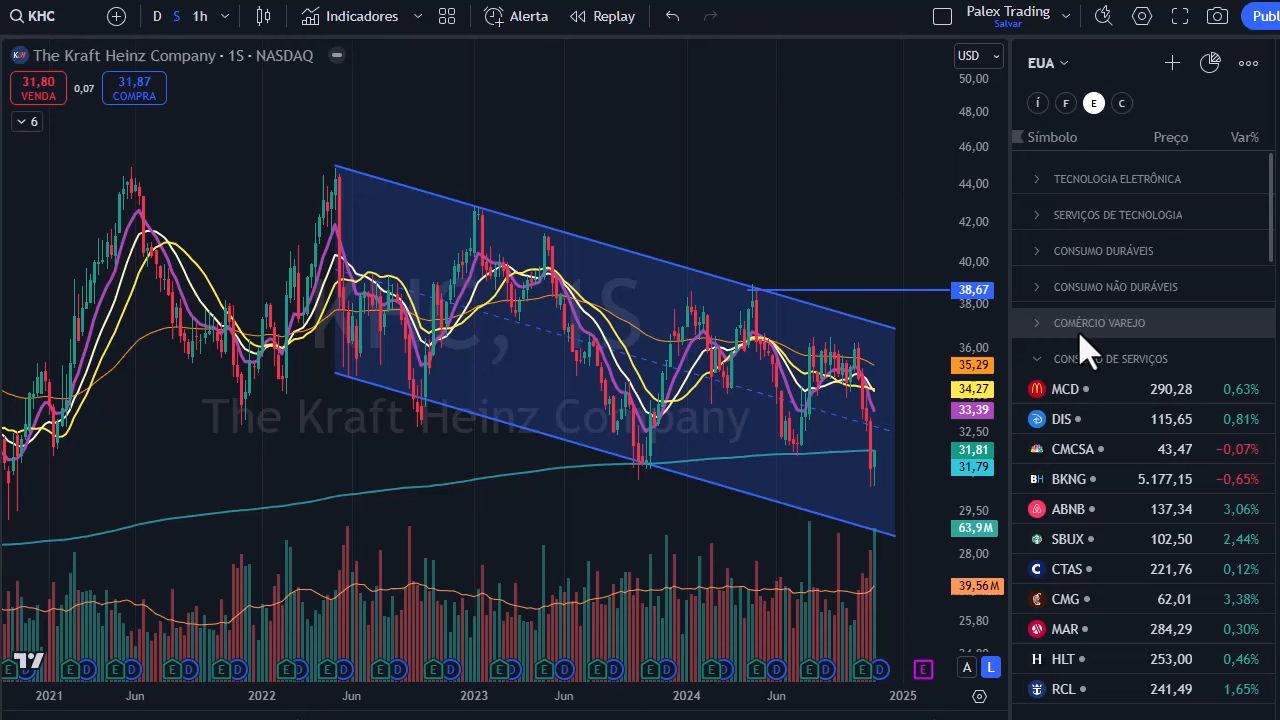 KHC
D S 1h
Indicadores
Alerta
Replay
Palex Trading
Salvar
Publ
The Kraft Heinz Company · 1S · NASDAQ
31,80
VENDA
0,07
31,87
COMPRA
6
KHC, 1S
The Kraft Heinz Company
USD
50,00
48,00
46,00
44,00
42,00
40,00
38,67
38,00
36,00
35,29
34,27
33,39
32,50
31,81
31,79
29,50
63,9M
28,00
39,56M
25,80
A L
2021 Jun 2022 Jun 2023 Jun 2024 Jun 2025
EUA
Í F E C
Símbolo Preço Var%
TECNOLOGIA ELETRÔNICA
SERVIÇOS DE TECNOLOGIA
CONSUMO DURÁVEIS
CONSUMO NÃO DURÁVEIS
COMÉRCIO VAREJO
DE SERVIÇOS
MCD 290,28 0,63%
DIS 115,65 0,81%
CMCSA 43,47 −0,07%
BKNG 5.177,15 −0,65%
ABNB 137,34 3,06%
SBUX 102,50 2,44%
CTAS 221,76 0,12%
CMG 62,01 3,38%
MAR 284,29 0,30%
HLT 253,00 0,46%
RCL 241,49 1,65%